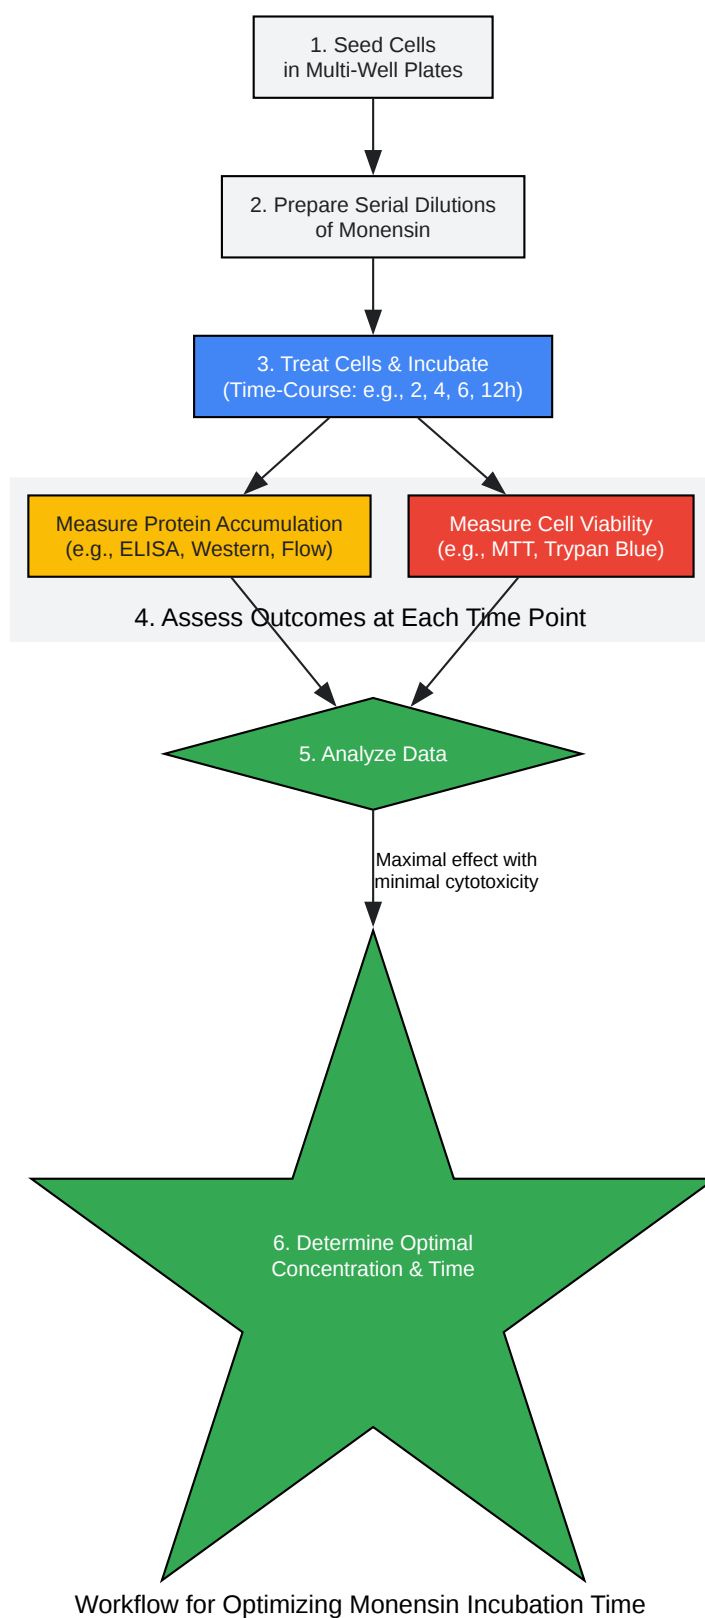 1. Seed Cells
in Multi-Well Plates
2. Prepare Serial Dilutions
of Monensin
3. Treat Cells & Incubate
(Time-Course: e.g., 2, 4, 6, 12h)
Measure Protein Accumulation
(e.g., ELISA, Western, Flow)
Measure Cell Viability
(e.g., MTT, Trypan Blue)
4. Assess Outcomes at Each Time Point
5. Analyze Data
Maximal effect with
minimal cytotoxicity
6. Determine Optimal
Concentration & Time
Workflow for Optimizing Monensin Incubation Time